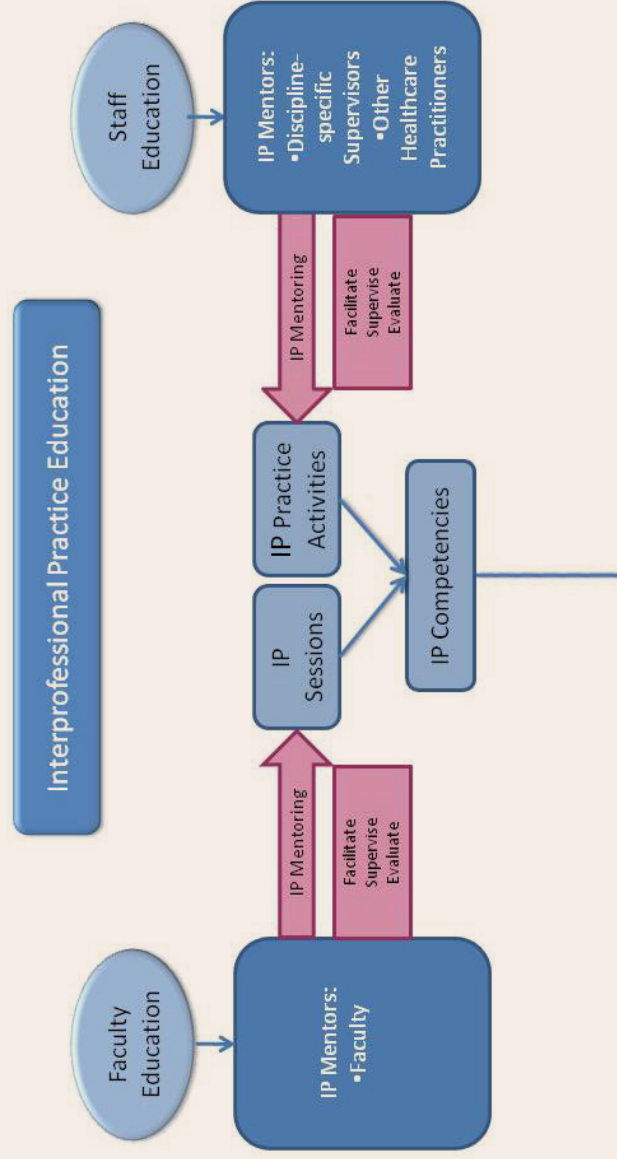 Interprofessional Practice Education
Faculty
Education
Staff
Education
IP Mentors:
•Faculty
IP Mentoring
Facilitate
Supervise
Evaluate
IP
Sessions
IP Practice
Activities
IP Mentoring
Facilitate
Supervise
Evaluate
IP Mentors:
•Discipline-
specific
Supervisors
•Other
Healthcare
Practitioners
IP Competencies